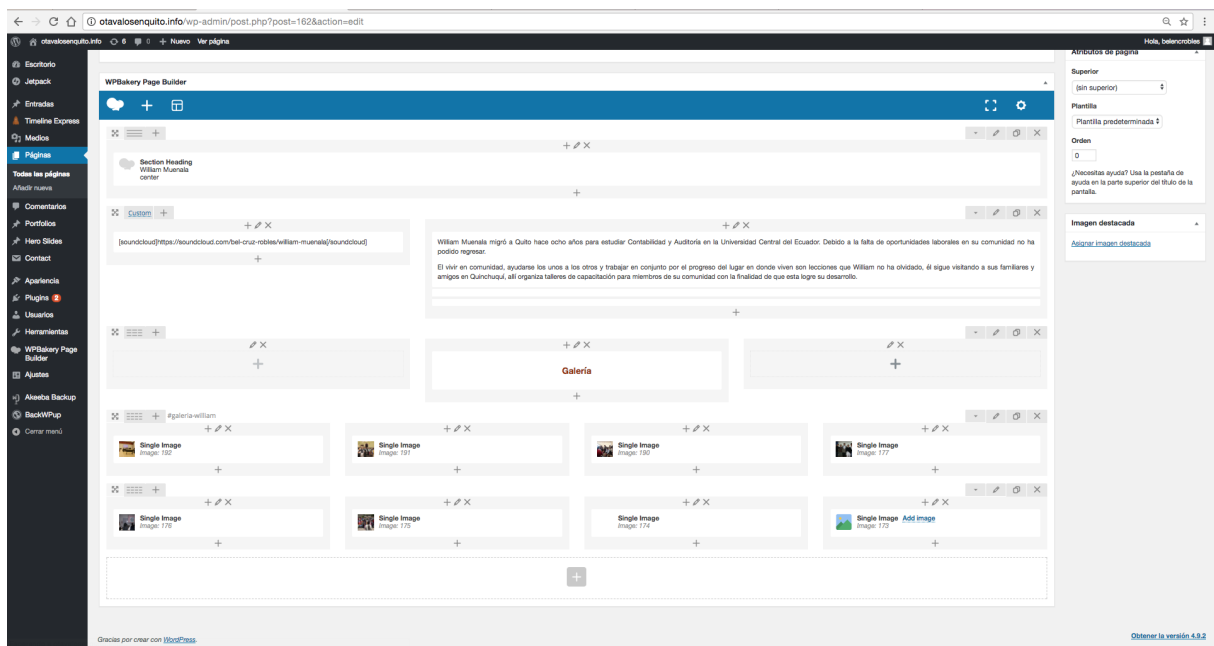 otavalosenquito.info/wp-admin/post.php?post=162&action=edit
otavalosenquito.info 6 0 + Nuevo Ver página
Hola, belencrobles
Escritorio
Jetpack
Entradas
Timeline Express
Medios
Páginas
Todas las páginas
Añadir nueva
Comentarios
Portfolios
Hero Slides
Contact
Apariencia
Plugins 2
Usuarios
Herramientas
WPBakery Page
Builder
Ajustes
Akeeba Backup
BackWPup
Cerrar menú
WPBakery Page Builder
Section Heading
William Muenala
center
Custom
[soundcloud]https://soundcloud.com/bel-cruz-robles/william-muenala[/soundcloud]
William Muenala migró a Quito hace ocho años para estudiar Contabilidad y Auditoría en la Universidad Central del Ecuador. Debido a la falta de oportunidades laborales en su comunidad no ha
podido regresar.
El vivir en comunidad, ayudarse los unos a los otros y trabajar en conjunto por el progreso del lugar en donde viven son lecciones que William no ha olvidado, él sigue visitando a sus familiares y
amigos en Quinchuquí, allí organiza talleres de capacitación para miembros de su comunidad con la finalidad de que esta logre su desarrollo.
Galería
#galeria-william
Single Image
Image: 192
Single Image
Image: 191
Single Image
Image: 190
Single Image
Image: 177
Single Image
Image: 176
Single Image
Image: 175
Single Image
Image: 174
Single Image Add image
Image: 173
Atributos de página
Superior
(sin superior)
Plantilla
Plantilla predeterminada
Orden
0
¿Necesitas ayuda? Usa la pestaña de
ayuda en la parte superior del título de la
pantalla.
Imagen destacada
Asignar imagen destacada
Gracias por crear con WordPress.
Obtener la versión 4.9.2